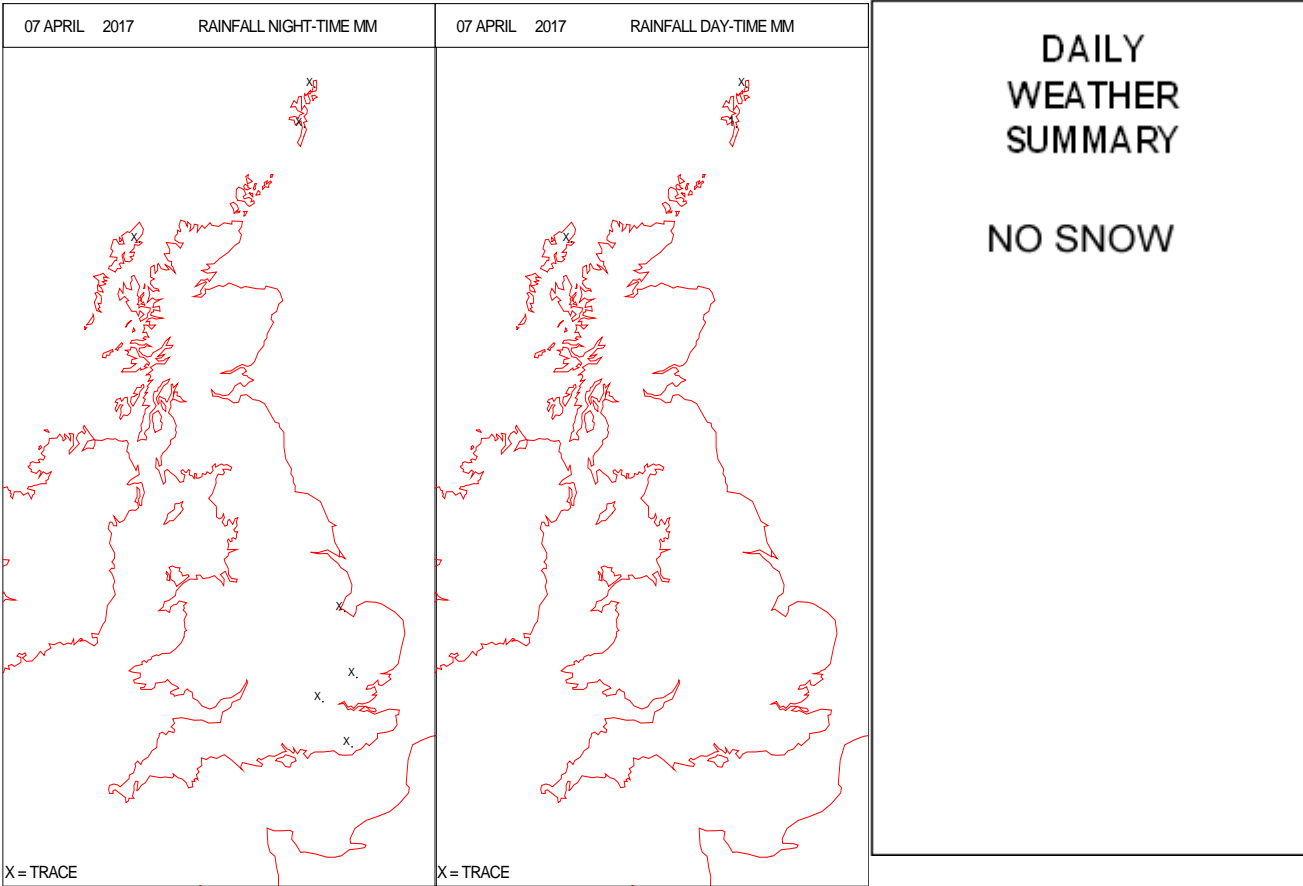 07 APRIL 2017 RAINFALL NIGHT-TIME MM
X
X
X
X.
X.
X.
X.
X = TRACE
07 APRIL 2017 RAINFALL DAY-TIME MM
X
1.
X
X = TRACE
DAILY
WEATHER
SUMMARY
NO SNOW